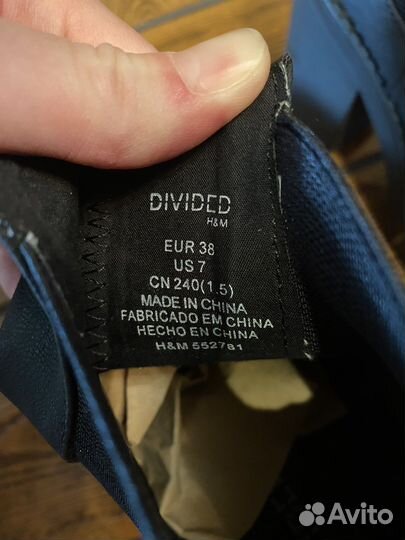 DIVIDED
H&M
EUR 38
US 7
CN 240(1.5)
MADE IN CHINA
FABRICADO EM CHINA
HECHO EN CHINA
H&M 552781
Avito